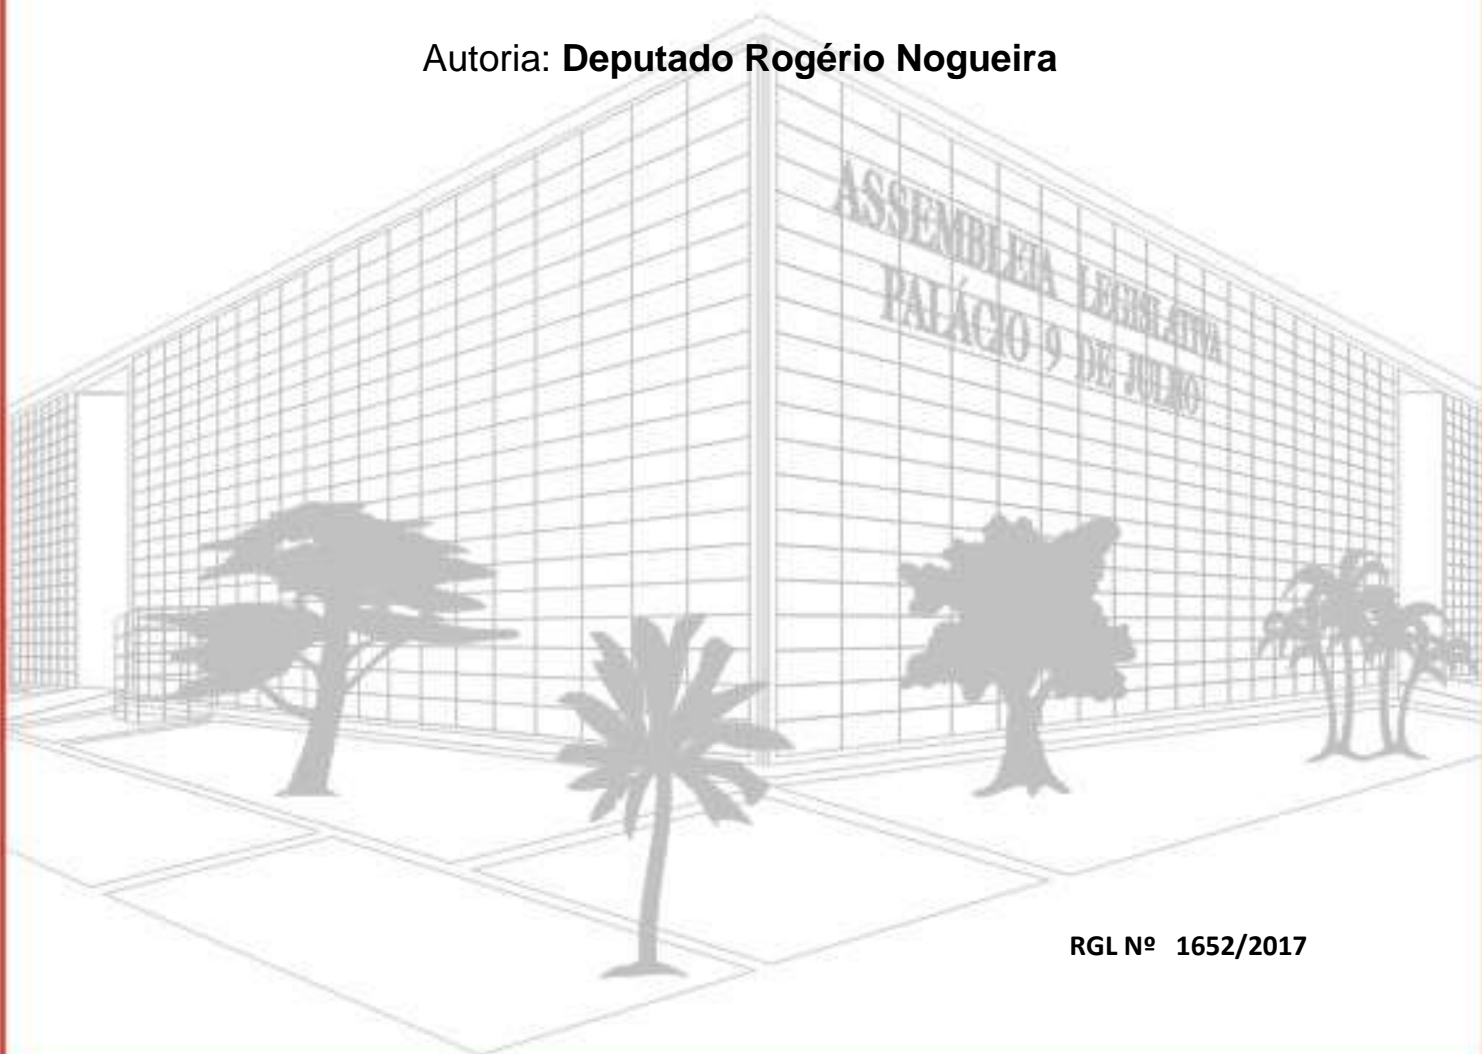 Autoria: Deputado Rogério Nogueira
ASSEMBLEIA LEGISLATIVA
PALÁCIO 9 DE JULHO
RGL Nº 1652/2017